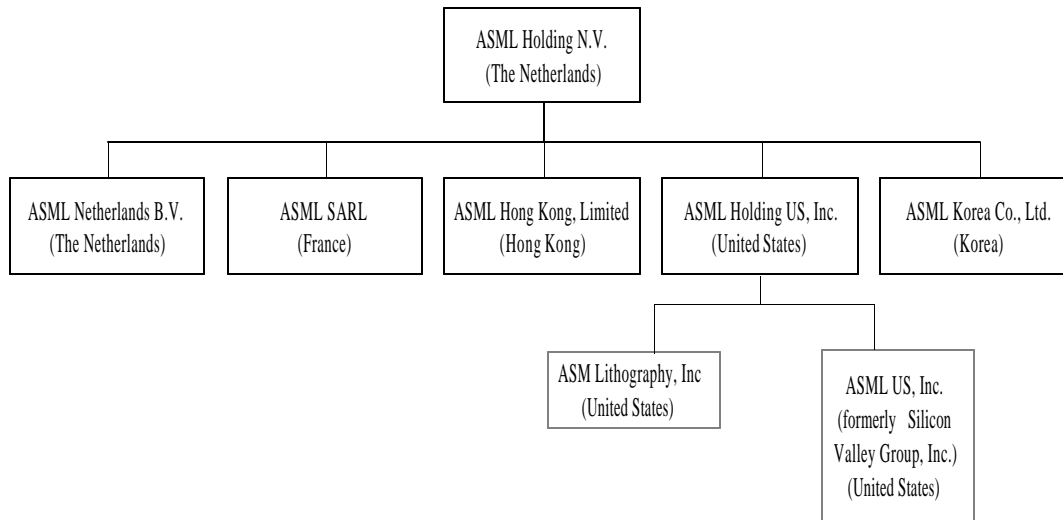 ASML Holding N.V.
(The Netherlands)
ASML Netherlands B.V.
(The Netherlands)
ASML SARL
(France)
ASML Hong Kong, Limited
(Hong Kong)
ASML Holding US, Inc.
(United States)
ASML Korea Co., Ltd.
(Korea)
ASM Lithography, Inc
(United States)
ASML US, Inc.
(formerly Silicon
Valley Group, Inc.)
(United States)